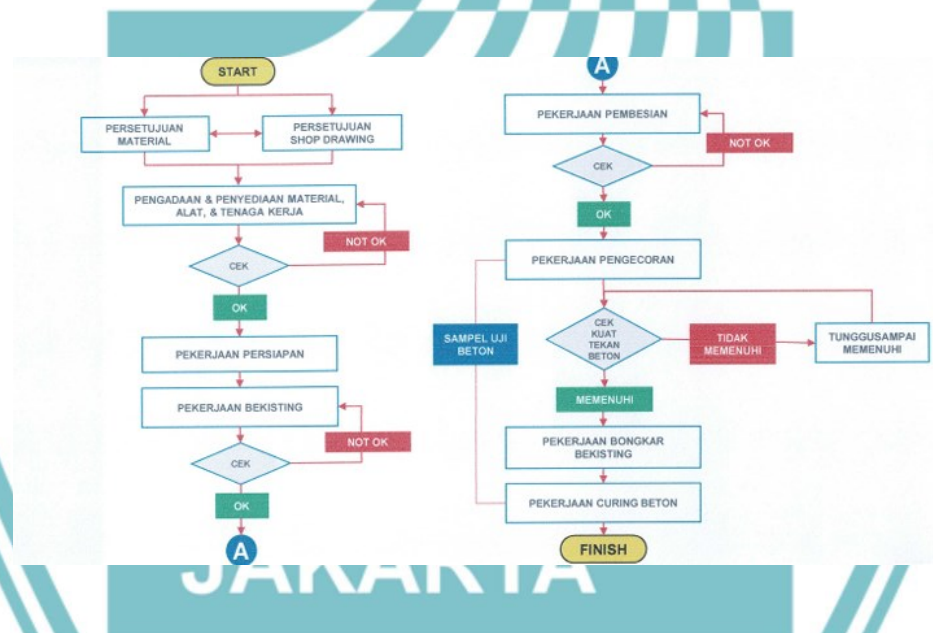 START
PERSETUJUAN
MATERIAL
PERSETUJUAN
SHOP DRAWING
PENGADAAN & PENYEDIAAN MATERIAL,
ALAT, & TENAGA KERJA
NOT OK
CEK
OK
PEKERJAAN PERSIAPAN
PEKERJAAN BEKISTING
NOT OK
CEK
OK
A
A
PEKERJAAN PEMBESIAN
NOT OK
CEK
OK
PEKERJAAN PENGECORAN
SAMPEL UJI
BETON
CEK
KUAT
TEKAN
BETON
TIDAK
MEMENUHI
TUNGGUSAMPAI
MEMENUHI
MEMENUHI
PEKERJAAN BONGKAR
BEKISTING
PEKERJAAN CURING BETON
FINISH
JAKARTA